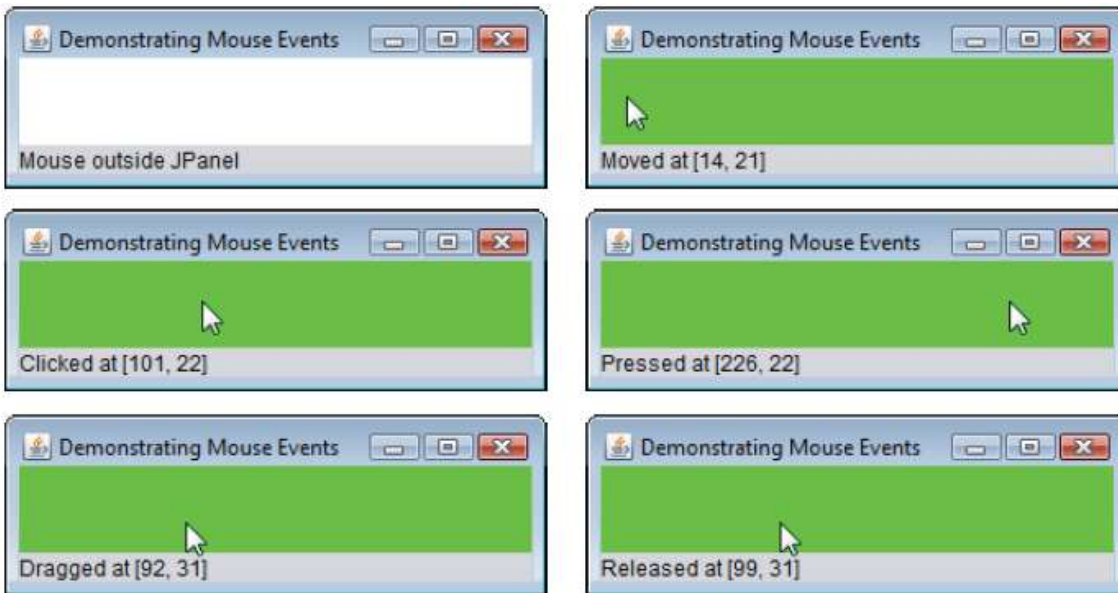 Demonstrating Mouse Events
Mouse outside JPanel
Demonstrating Mouse Events
Moved at [14, 21]
Demonstrating Mouse Events
Clicked at [101, 22]
Demonstrating Mouse Events
Pressed at [226, 22]
Demonstrating Mouse Events
Dragged at [92, 31]
Demonstrating Mouse Events
Released at [99, 31]